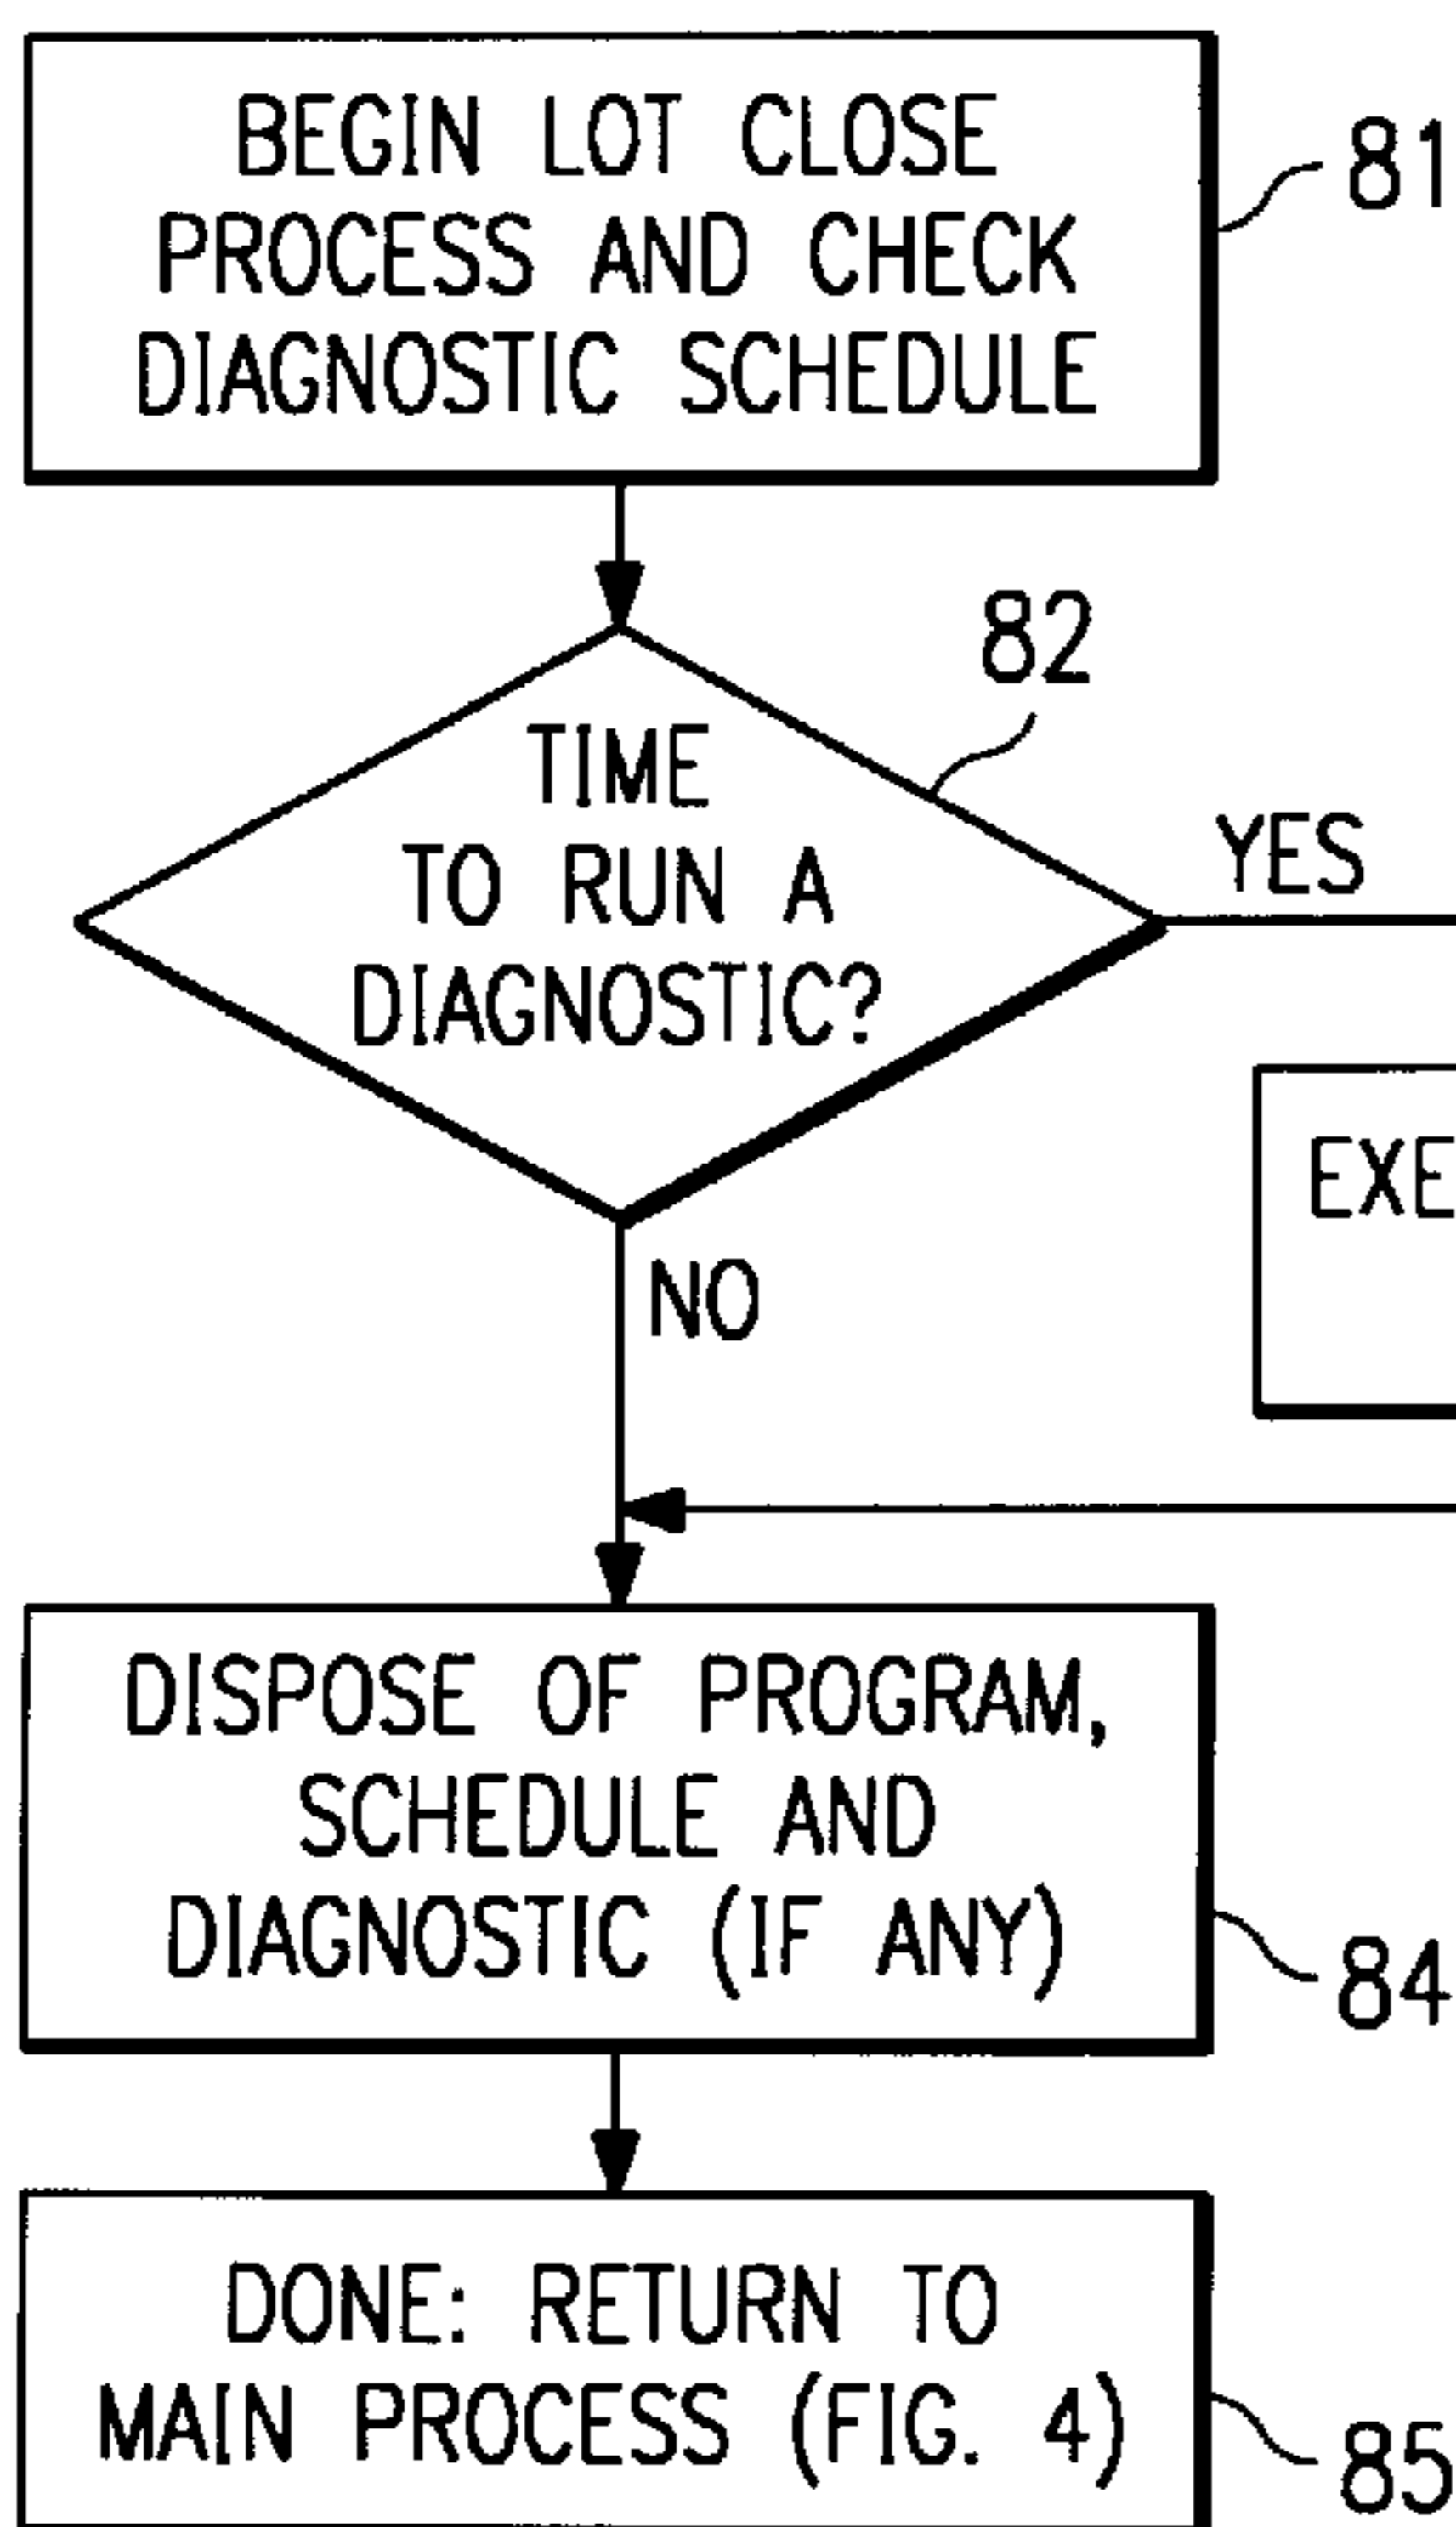 BEGIN LOT CLOSE
PROCESS AND CHECK
DIAGNOSTIC SCHEDULE
81
82
TIME
TO RUN A
DIAGNOSTIC?
YES
EXE
NO
DISPOSE OF PROGRAM,
SCHEDULE AND
DIAGNOSTIC (IF ANY)
84
DONE: RETURN TO
MAIN PROCESS (FIG. 4)
85